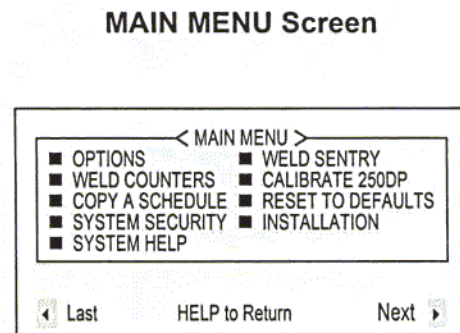 MAIN MENU Screen
< MAIN MENU >
■ OPTIONS ■ WELD SENTRY
■ WELD COUNTERS ■ CALIBRATE 250DP
■ COPY A SCHEDULE ■ RESET TO DEFAULTS
■ SYSTEM SECURITY ■ INSTALLATION
■ SYSTEM HELP
◄ Last HELP to Return Next ►